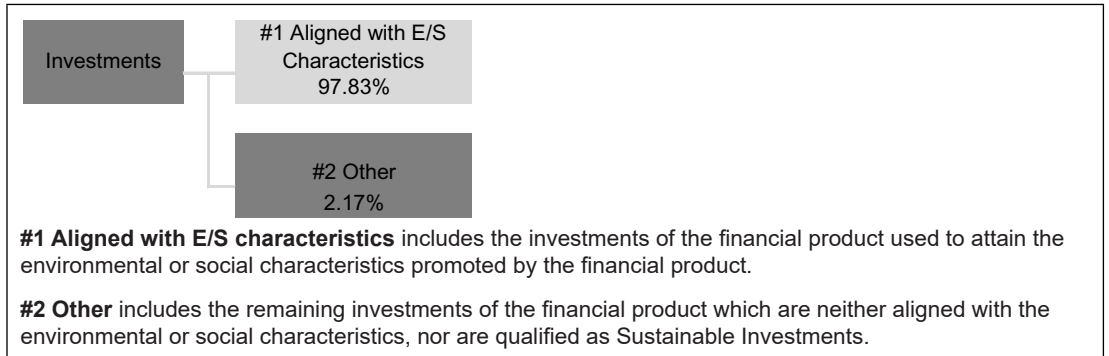 Investments
#1 Aligned with E/S
Characteristics
97.83%
#2 Other
2.17%
#1 Aligned with E/S characteristics includes the investments of the financial product used to attain the
environmental or social characteristics promoted by the financial product.
#2 Other includes the remaining investments of the financial product which are neither aligned with the
environmental or social characteristics, nor are qualified as Sustainable Investments.